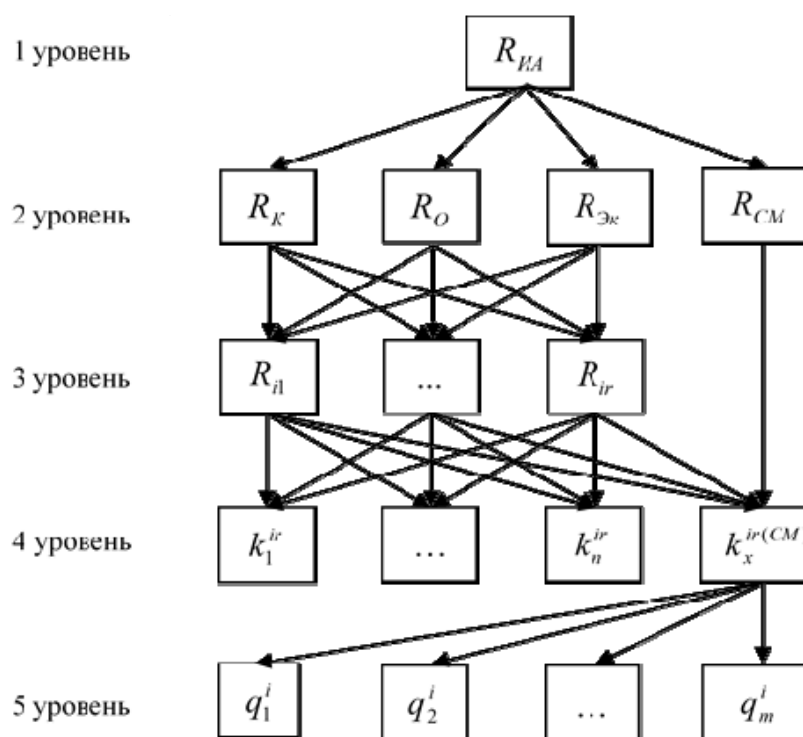 1 уровень R_ИА
2 уровень R_К R_О R_Эк R_СМ
3 уровень R_i1 ... R_ir
4 уровень k_1^ir ... k_n^ir k_x^ir(СМ)
5 уровень q_1^i q_2^i ... q_m^i